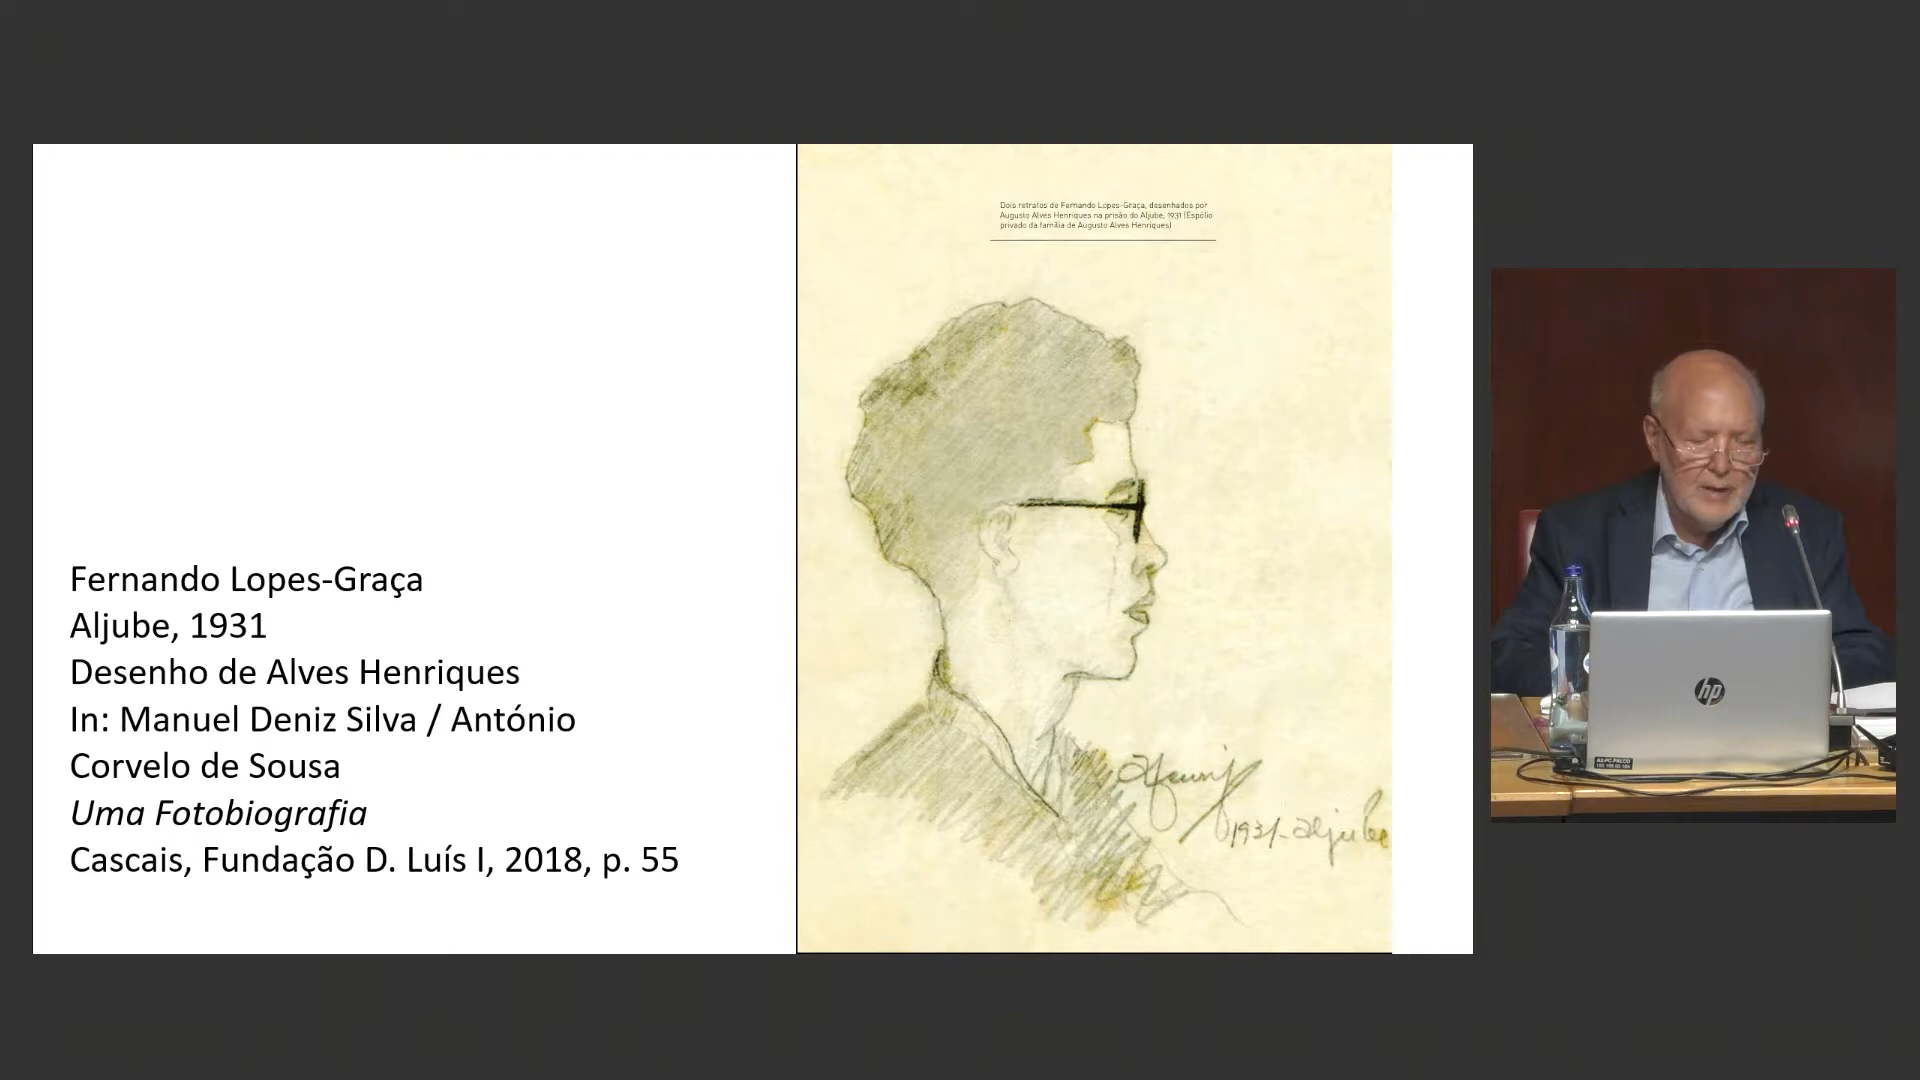 Fernando Lopes-Graça
Aljube, 1931
Desenho de Alves Henriques
In: Manuel Deniz Silva / António
Corvelo de Sousa
Uma Fotobiografia
Cascais, Fundação D. Luís I, 2018, p. 55
Dois retratos de Fernando Lopes-Graça, desenhados por
Augusto Alves Henriques na prisão do Aljube, 1931 (Espólio
privado da família de Augusto Alves Henriques)
1931-aljube
hp